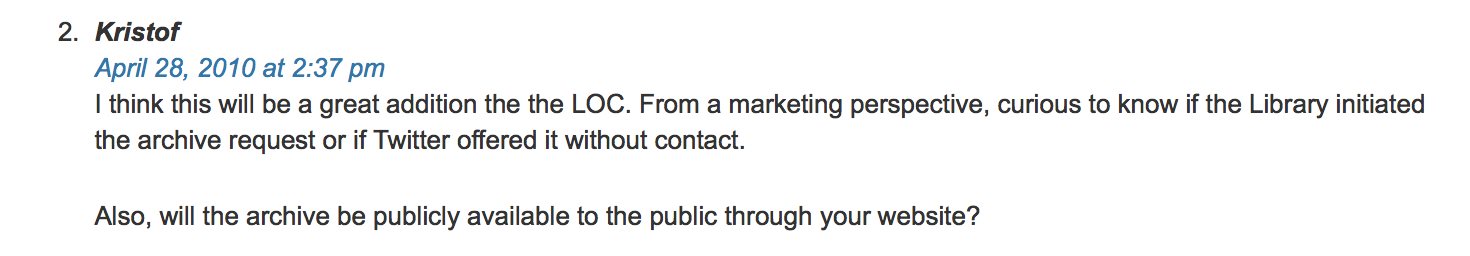 2. Kristof
April 28, 2010 at 2:37 pm
I think this will be a great addition the the LOC. From a marketing perspective, curious to know if the Library initiated
the archive request or if Twitter offered it without contact.
Also, will the archive be publicly available to the public through your website?